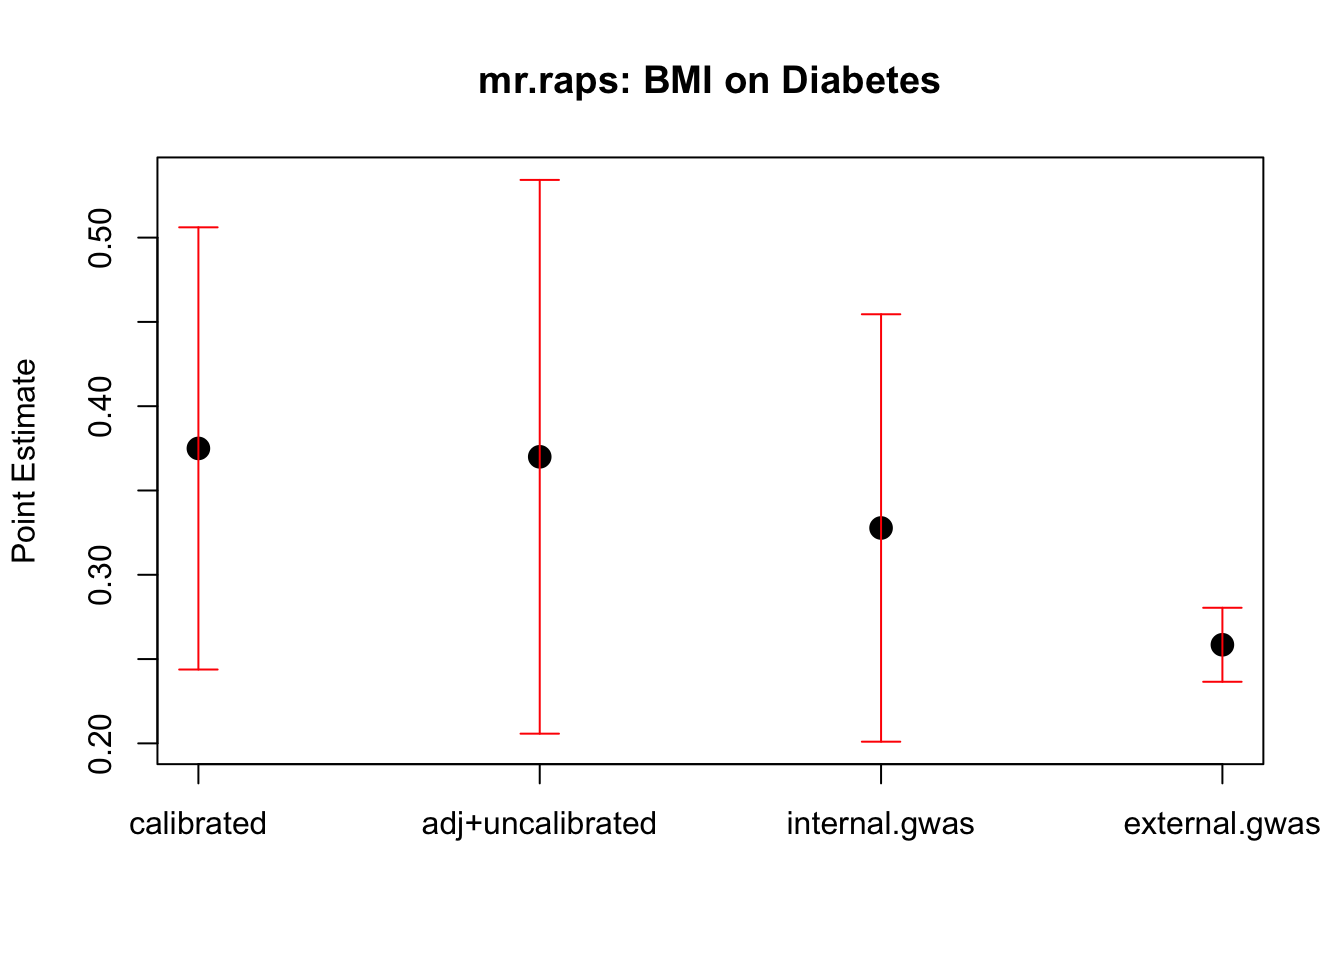 mr.raps: BMI on Diabetes
Point Estimate
0.50
0.40
0.30
0.20
calibrated
adj+uncalibrated
internal.gwas
external.gwas